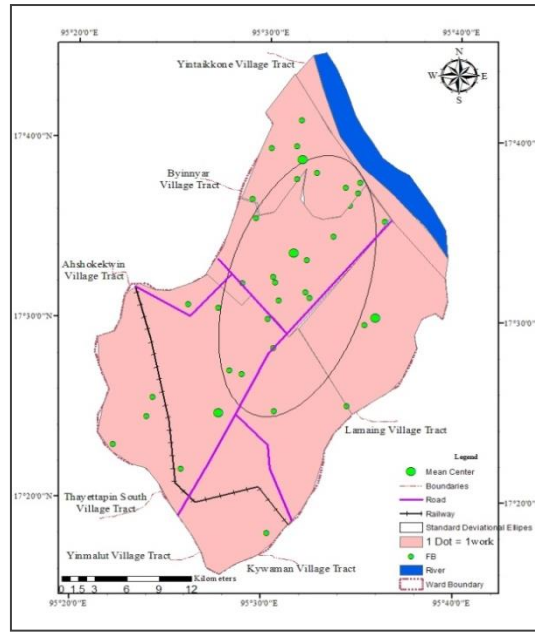 95°20'0"E
95°30'0"E
95°40'0"E
Yintaikkone Village Tract
N
W
E
S
17°40'0"N
17°40'0"N
Byinnyar
Village Tract
Ahshokekwin
Village Tract
17°30'0"N
17°30'0"N
Lamaing Village Tract
Legend
Mean Center
Boundaries
Road
Railway
Standard Deviational Ellipes
1 Dot = 1work
FB
River
Ward Boundary
17°20'0"N
17°20'0"N
Thayettapin South
Village Tract
Yinmalut Village Tract
Kywaman Village Tract
Kilometers
0 1.5 3 6 9 12
95°20'0"E
95°30'0"E
95°40'0"E